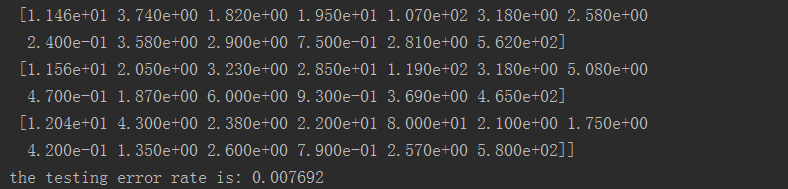 [1.146e+01 3.740e+00 1.820e+00 1.950e+01 1.070e+02 3.180e+00 2.580e+00
2.400e-01 3.580e+00 2.900e+00 7.500e-01 2.810e+00 5.620e+02]
[1.156e+01 2.050e+00 3.230e+00 2.850e+01 1.190e+02 3.180e+00 5.080e+00
4.700e-01 1.870e+00 6.000e+00 9.300e-01 3.690e+00 4.650e+02]
[1.204e+01 4.300e+00 2.380e+00 2.200e+01 8.000e+01 2.100e+00 1.750e+00
4.200e-01 1.350e+00 2.600e+00 7.900e-01 2.570e+00 5.800e+02]]
the testing error rate is: 0.007692